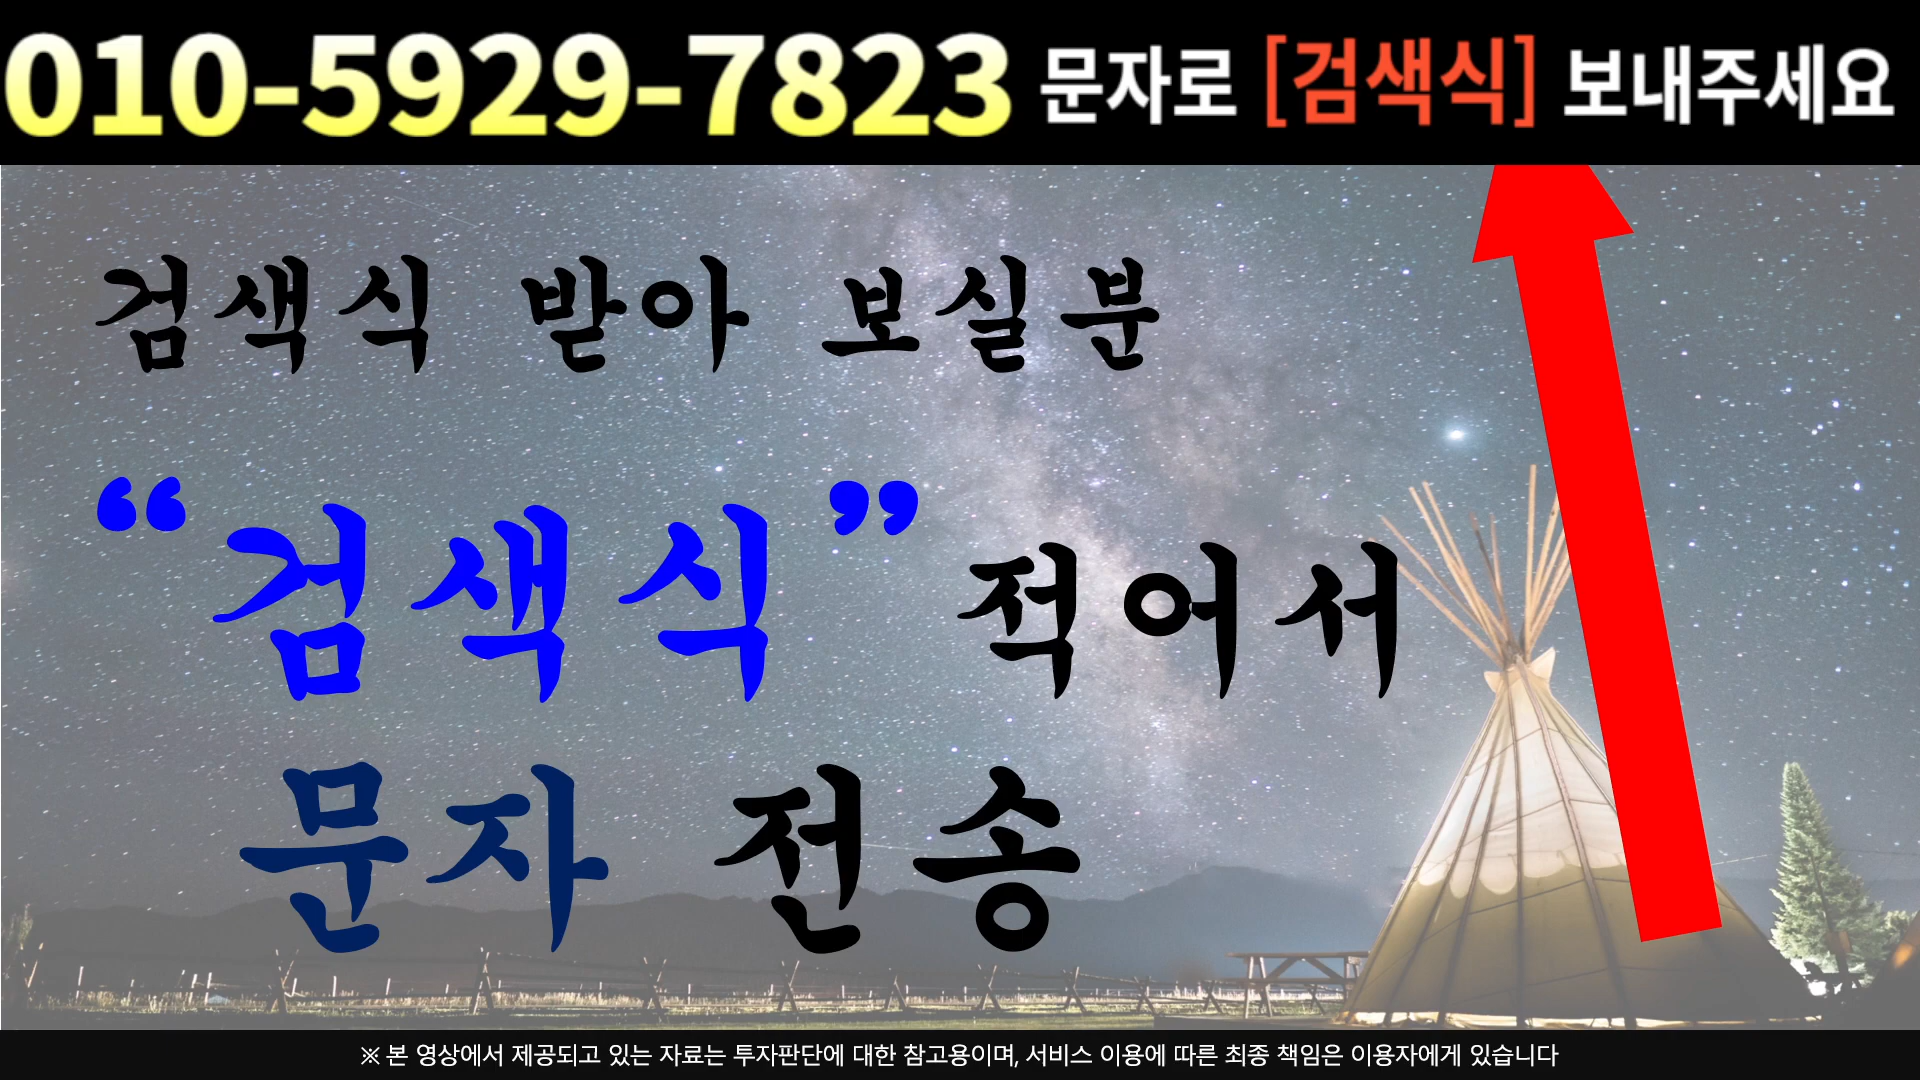 010-5929-7823 문자로 [검색식] 보내주세요
검색식 받아 보실분
“검색식” 적어서
문자 전송
※ 본 영상에서 제공되고 있는 자료는 투자판단에 대한 참고용이며, 서비스 이용에 따른 최종 책임은 이용자에게 있습니다